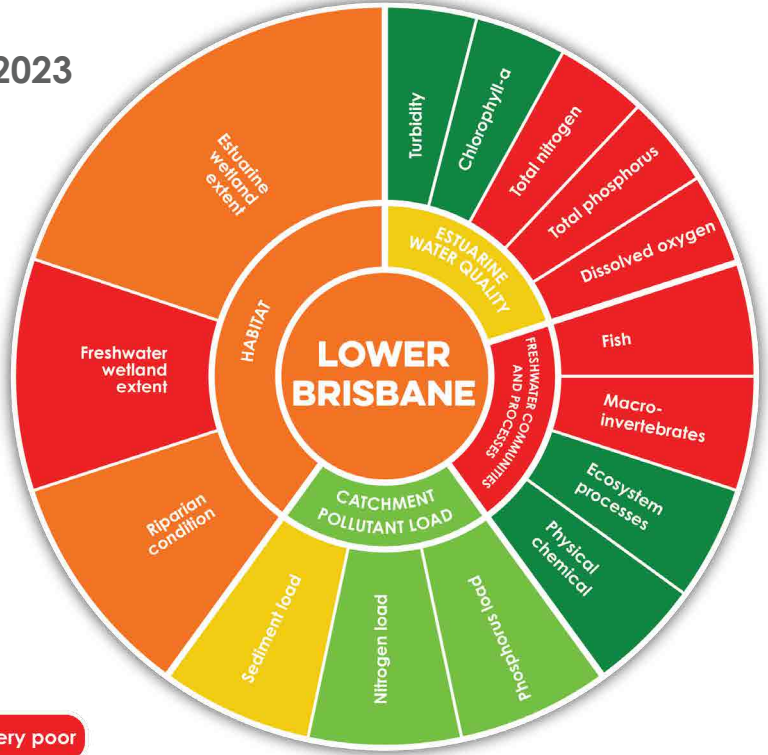 2023
LOWER
BRISBANE
ESTUARINE
WATER QUALITY
Turbidity
Chlorophyll-a
Total nitrogen
Total phosphorus
Dissolved oxygen
FRESHWATER COMMUNITIES
AND PROCESSES
Fish
Macro-
invertebrates
Ecosystem
processes
Physical
chemical
CATCHMENT
POLLUTANT LOAD
Phosphorus load
Nitrogen load
Sediment load
HABITAT
Riparian
condition
Freshwater
wetland
extent
Estuarine
wetland
extent
ery poor